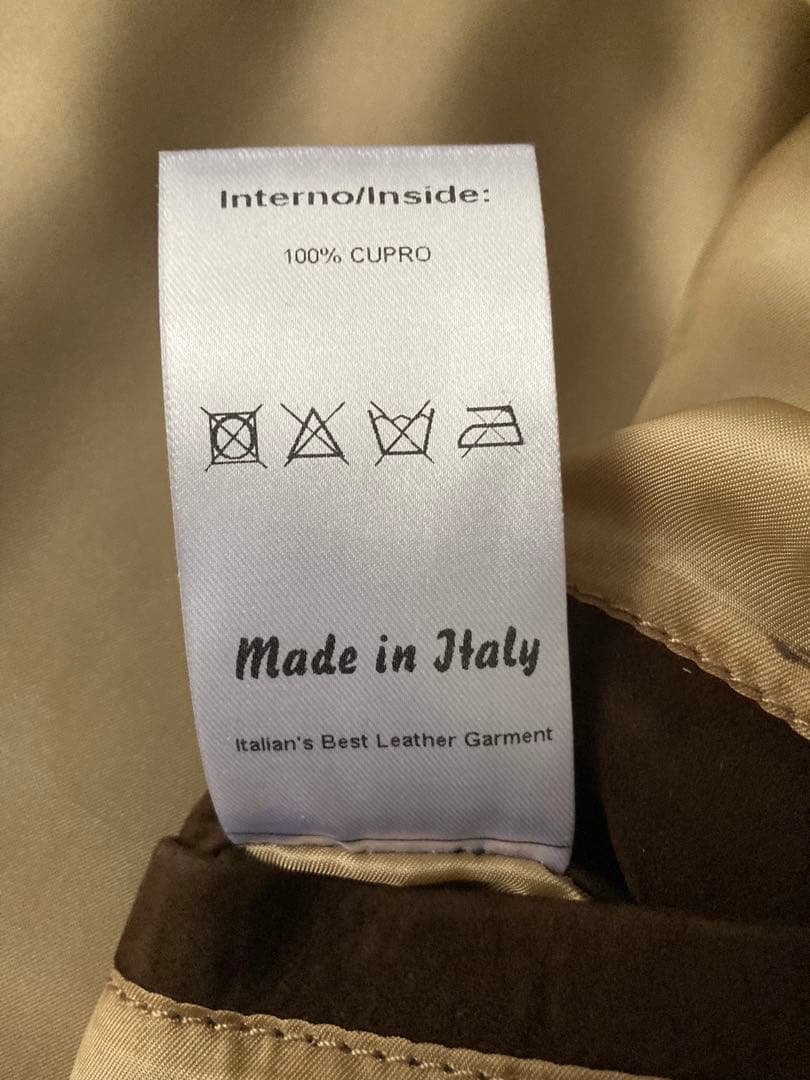 Interno/Inside:
100% CUPRO
Made in Italy
Italian's Best Leather Garment